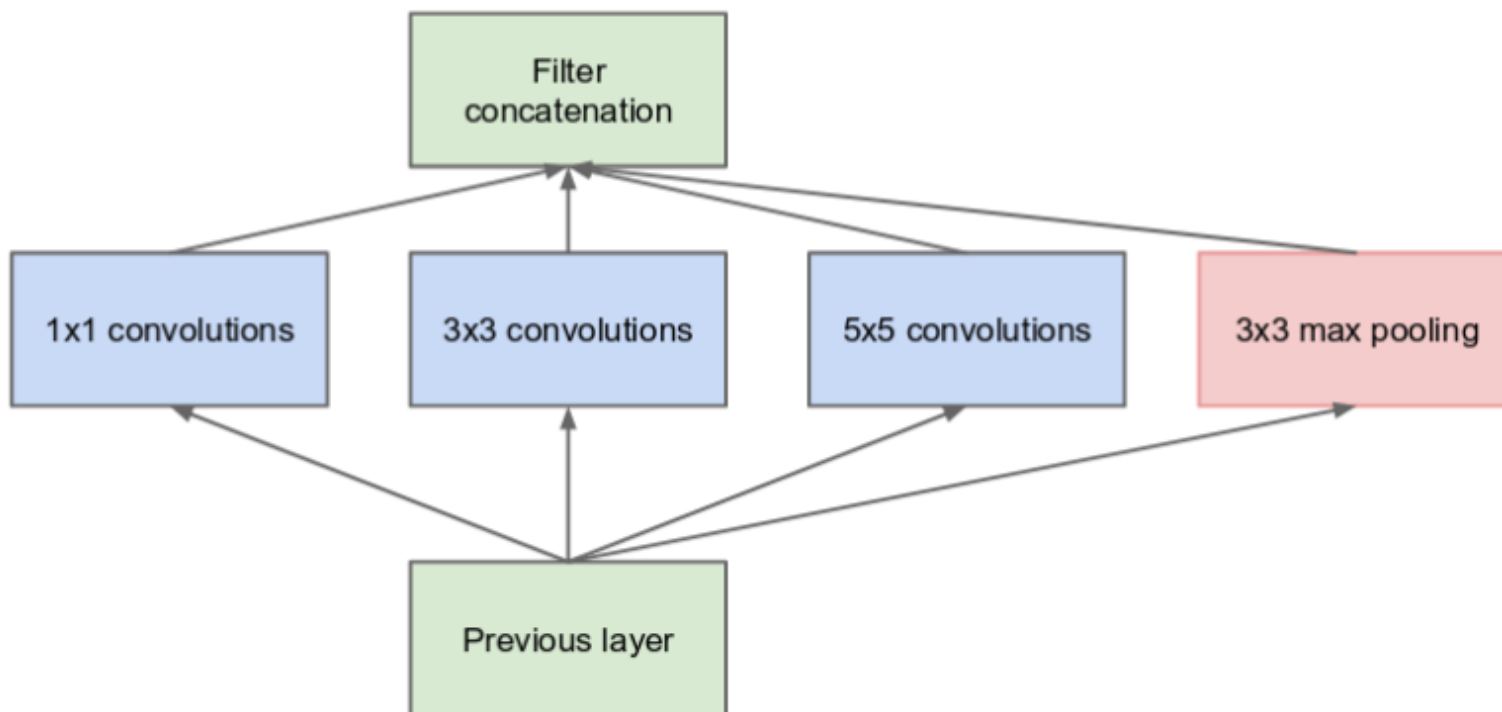 Filter
concatenation
1x1 convolutions
3x3 convolutions
5x5 convolutions
3x3 max pooling
Previous layer